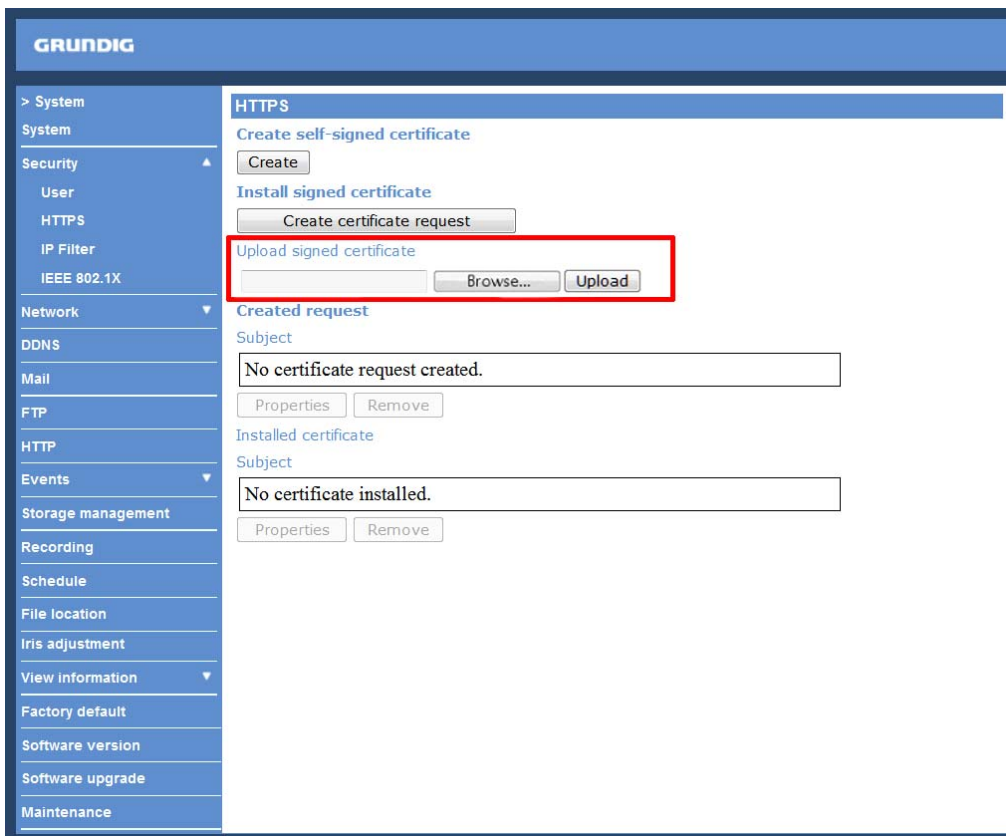 GRUNDIG
> System
System
Security
User
HTTPS
IP Filter
IEEE 802.1X
Network
DDNS
Mail
FTP
HTTP
Events
Storage management
Recording
Schedule
File location
Iris adjustment
View information
Factory default
Software version
Software upgrade
Maintenance
HTTPS
Create self-signed certificate
Create
Install signed certificate
Create certificate request
Upload signed certificate
Browse... Upload
Created request
Subject
No certificate request created.
Properties Remove
Installed certificate
Subject
No certificate installed.
Properties Remove